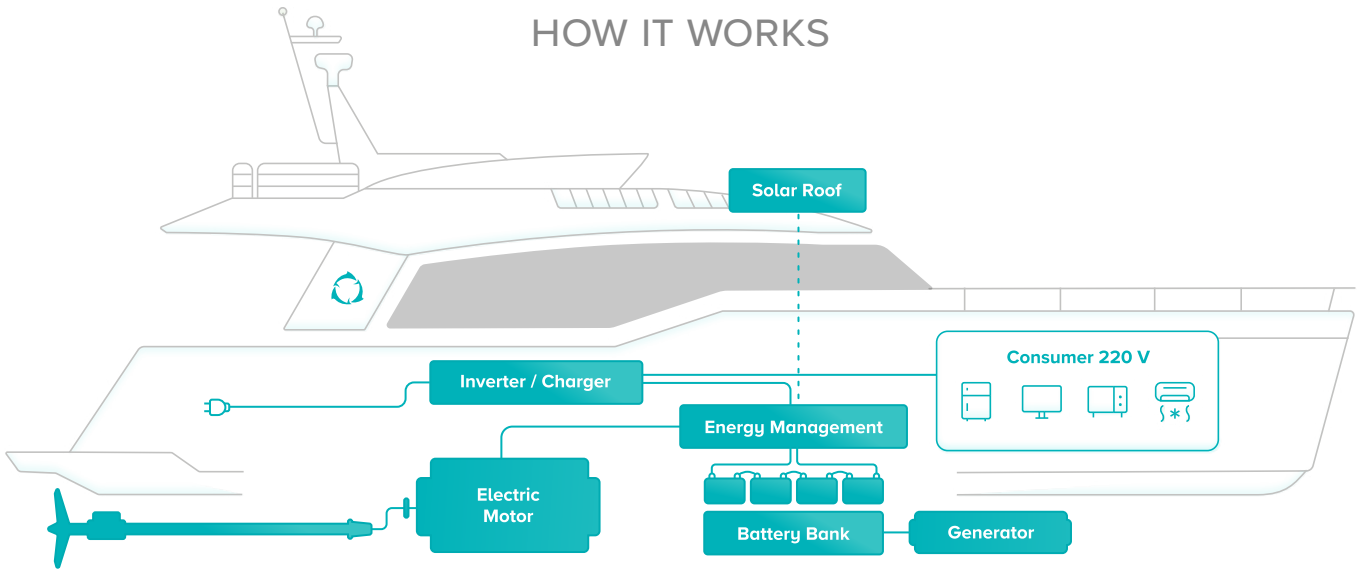 HOW IT WORKS
Solar Roof
Consumer 220 V
Inverter / Charger
Energy Management
Electric
Motor
Battery Bank
Generator